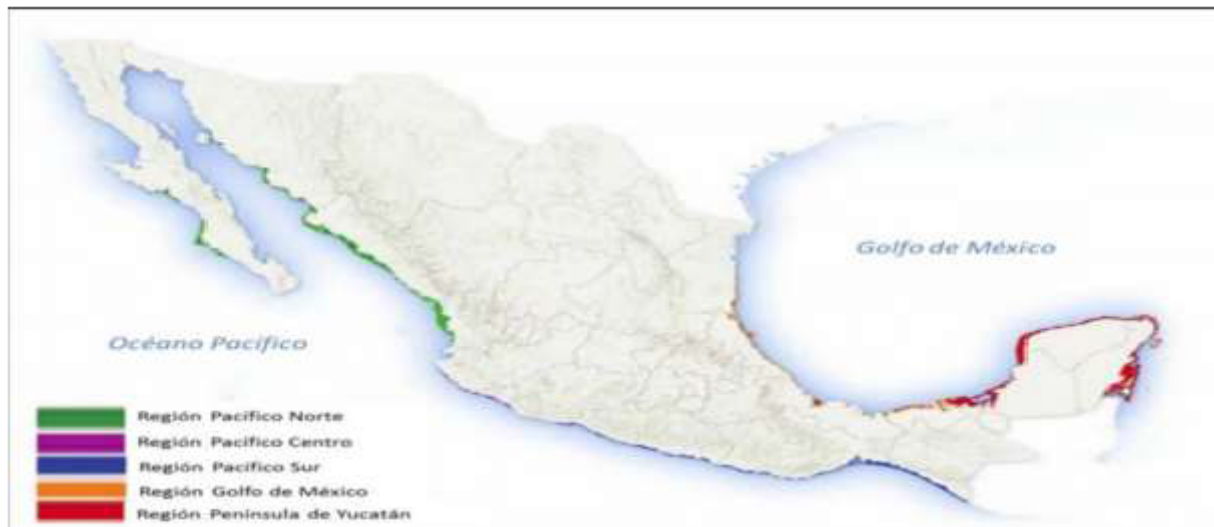 Golfo de México
Océano Pacífico
Región Pacífico Norte
Región Pacífico Centro
Región Pacífico Sur
Región Golfo de México
Región Península de Yucatán